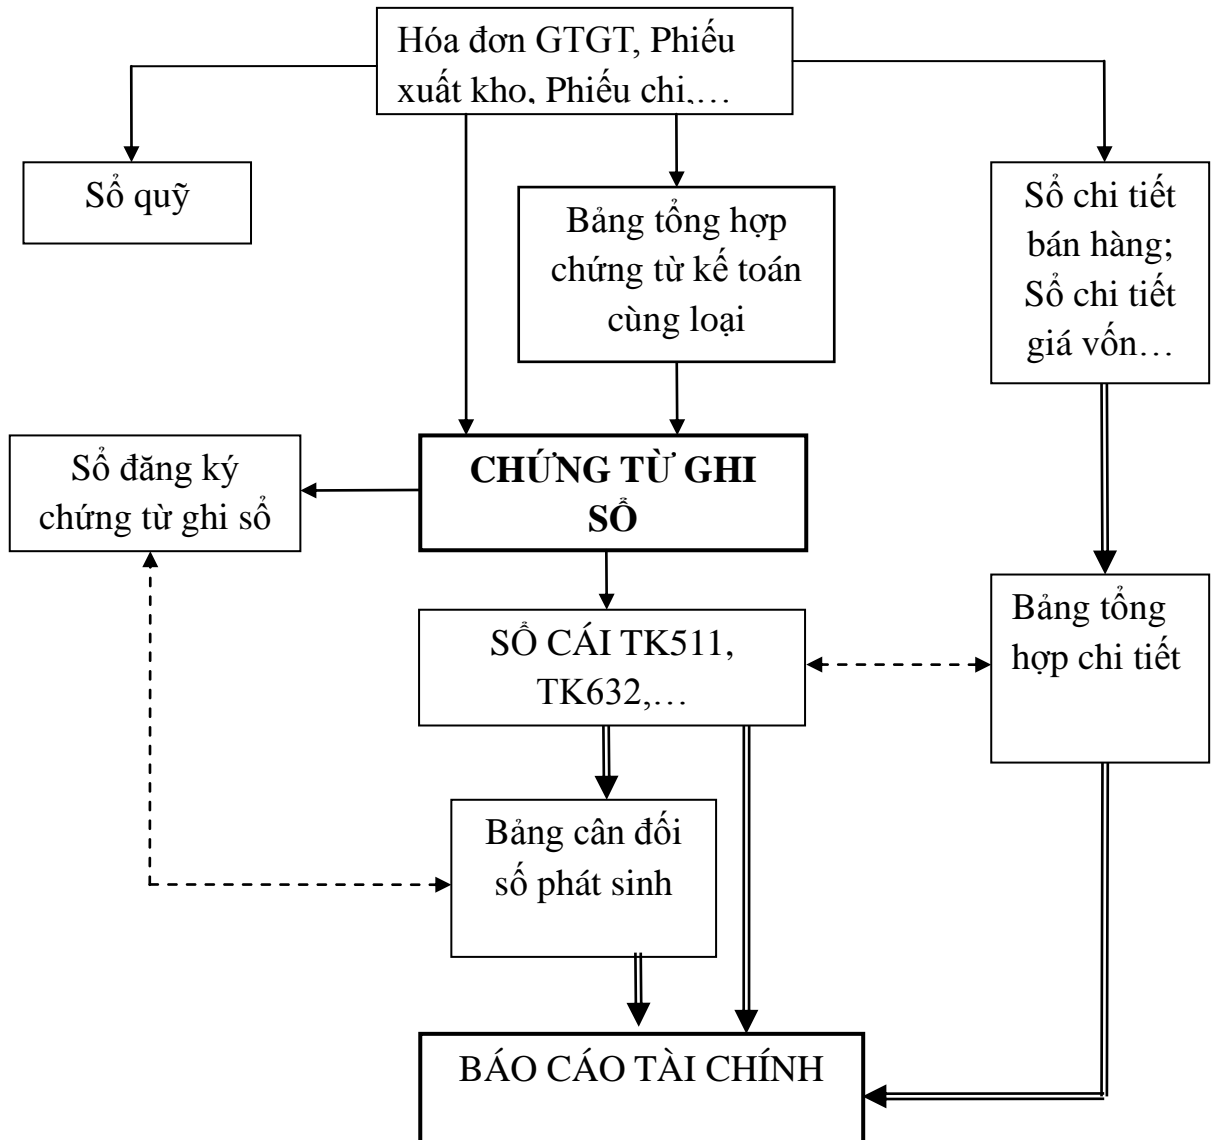 Hóa đơn GTGT, Phiếu
xuất kho, Phiếu chi,…
Sổ quỹ
Bảng tổng hợp
chứng từ kế toán
cùng loại
Sổ chi tiết
bán hàng;
Sổ chi tiết
giá vốn…
Sổ đăng ký
chứng từ ghi sổ
CHỨNG TỪ GHI
SỔ
SỔ CÁI TK511,
TK632,…
Bảng tổng
hợp chi tiết
Bảng cân đối
số phát sinh
BÁO CÁO TÀI CHÍNH